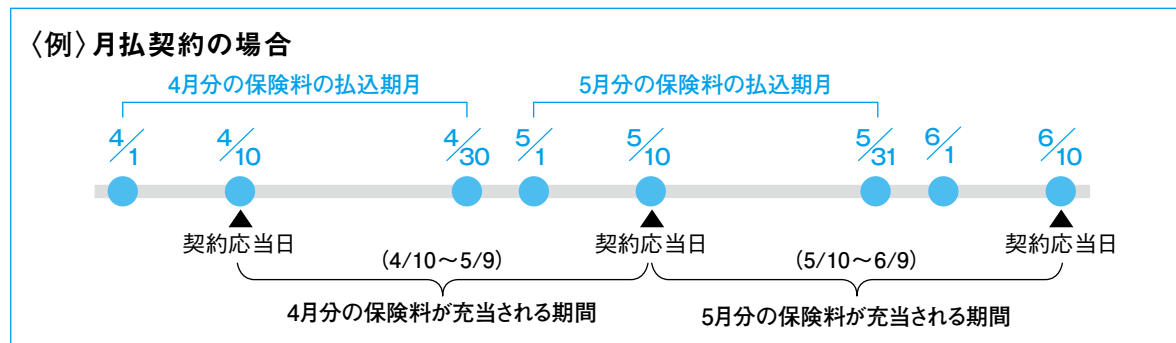 〈例〉月払契約の場合
4月分の保険料の払込期月 5月分の保険料の払込期月
4/1 4/10 4/30 5/1 5/10 5/31 6/1 6/10
契約応当日 契約応当日 契約応当日
(4/10～5/9) (5/10～6/9)
4月分の保険料が充当される期間 5月分の保険料が充当される期間